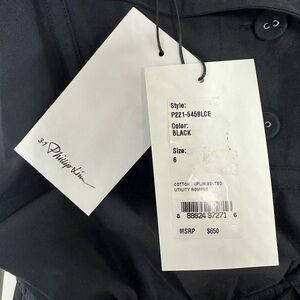 3.1 Phillip Lim
Style:
P221-5458LCE
Color:
BLACK
Size:
6
COTTON POPLIN BELTED
UTILITY ROMPER
8 88824 97271 6
MSRP $650